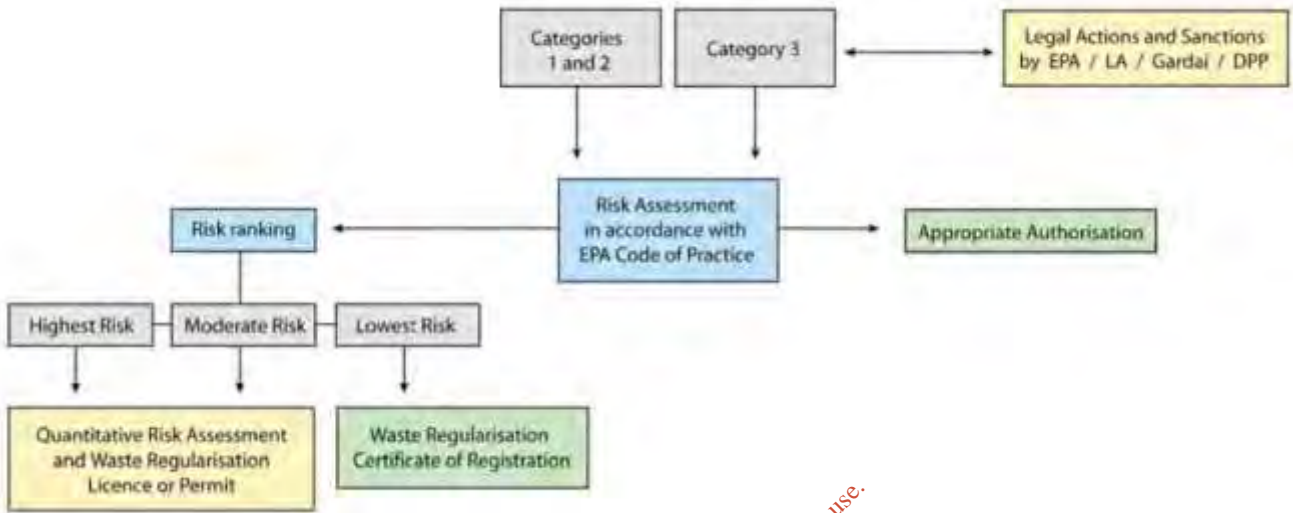 Categories
1 and 2
Category 3
Legal Actions and Sanctions
by EPA / LA / Gardai / DPP
Risk Assessment
in accordance with
EPA Code of Practice
Risk ranking
Appropriate Authorisation
Highest Risk
Moderate Risk
Lowest Risk
Quantitative Risk Assessment
and Waste Regularisation
Licence or Permit
Waste Regularisation
Certificate of Registration
use.